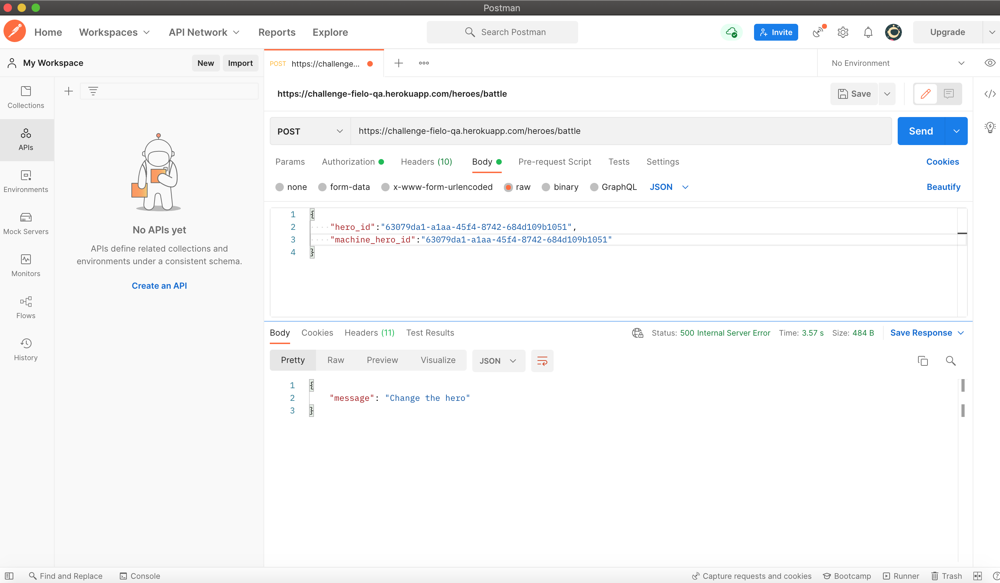 Postman
Home Workspaces API Network Reports Explore Search Postman Invite Upgrade
My Workspace New Import POST https://challenge... No Environment
https://challenge-fielo-qa.herokuapp.com/heroes/battle Save
Collections
APIs
Environments
Mock Servers
Monitors
Flows
History
No APIs yet
APIs define related collections and
environments under a consistent schema.
Create an API
POST https://challenge-fielo-qa.herokuapp.com/heroes/battle Send
Params Authorization Headers (10) Body Pre-request Script Tests Settings Cookies
none form-data x-www-form-urlencoded raw binary GraphQL JSON Beautify
1 {
2 "hero_id":"63079da1-a1aa-45f4-8742-684d109b1051",
3 "machine_hero_id":"63079da1-a1aa-45f4-8742-684d109b1051"
4 }
Body Cookies Headers (11) Test Results Status: 500 Internal Server Error Time: 3.57 s Size: 484 B Save Response
Pretty Raw Preview Visualize JSON
1 {
2 "message": "Change the hero"
3 }
Find and Replace Console Capture requests and cookies Bootcamp Runner Trash